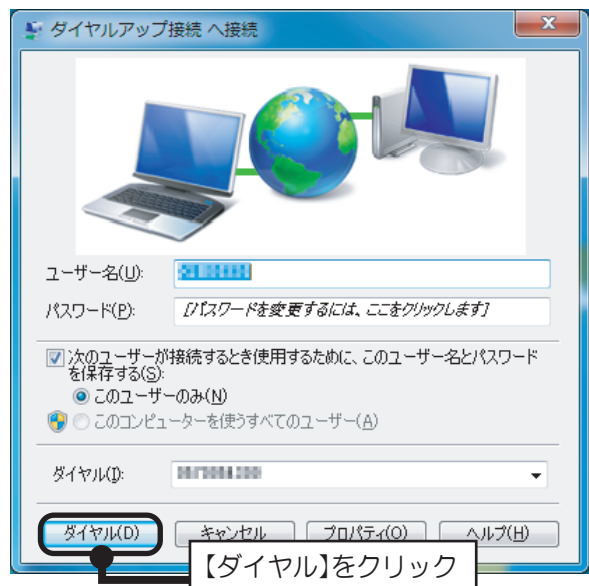 ダイヤルアップ接続 へ接続
ユーザー名(U):
パスワード(P): [パスワードを変更するには、ここをクリックします]
次のユーザーが接続するとき使用するために、このユーザー名とパスワード
を保存する(S):
このユーザーのみ(N)
このコンピューターを使うすべてのユーザー(A)
ダイヤル(I):
ダイヤル(D) キャンセル プロパティ(O) ヘルプ(H)
【ダイヤル】をクリック